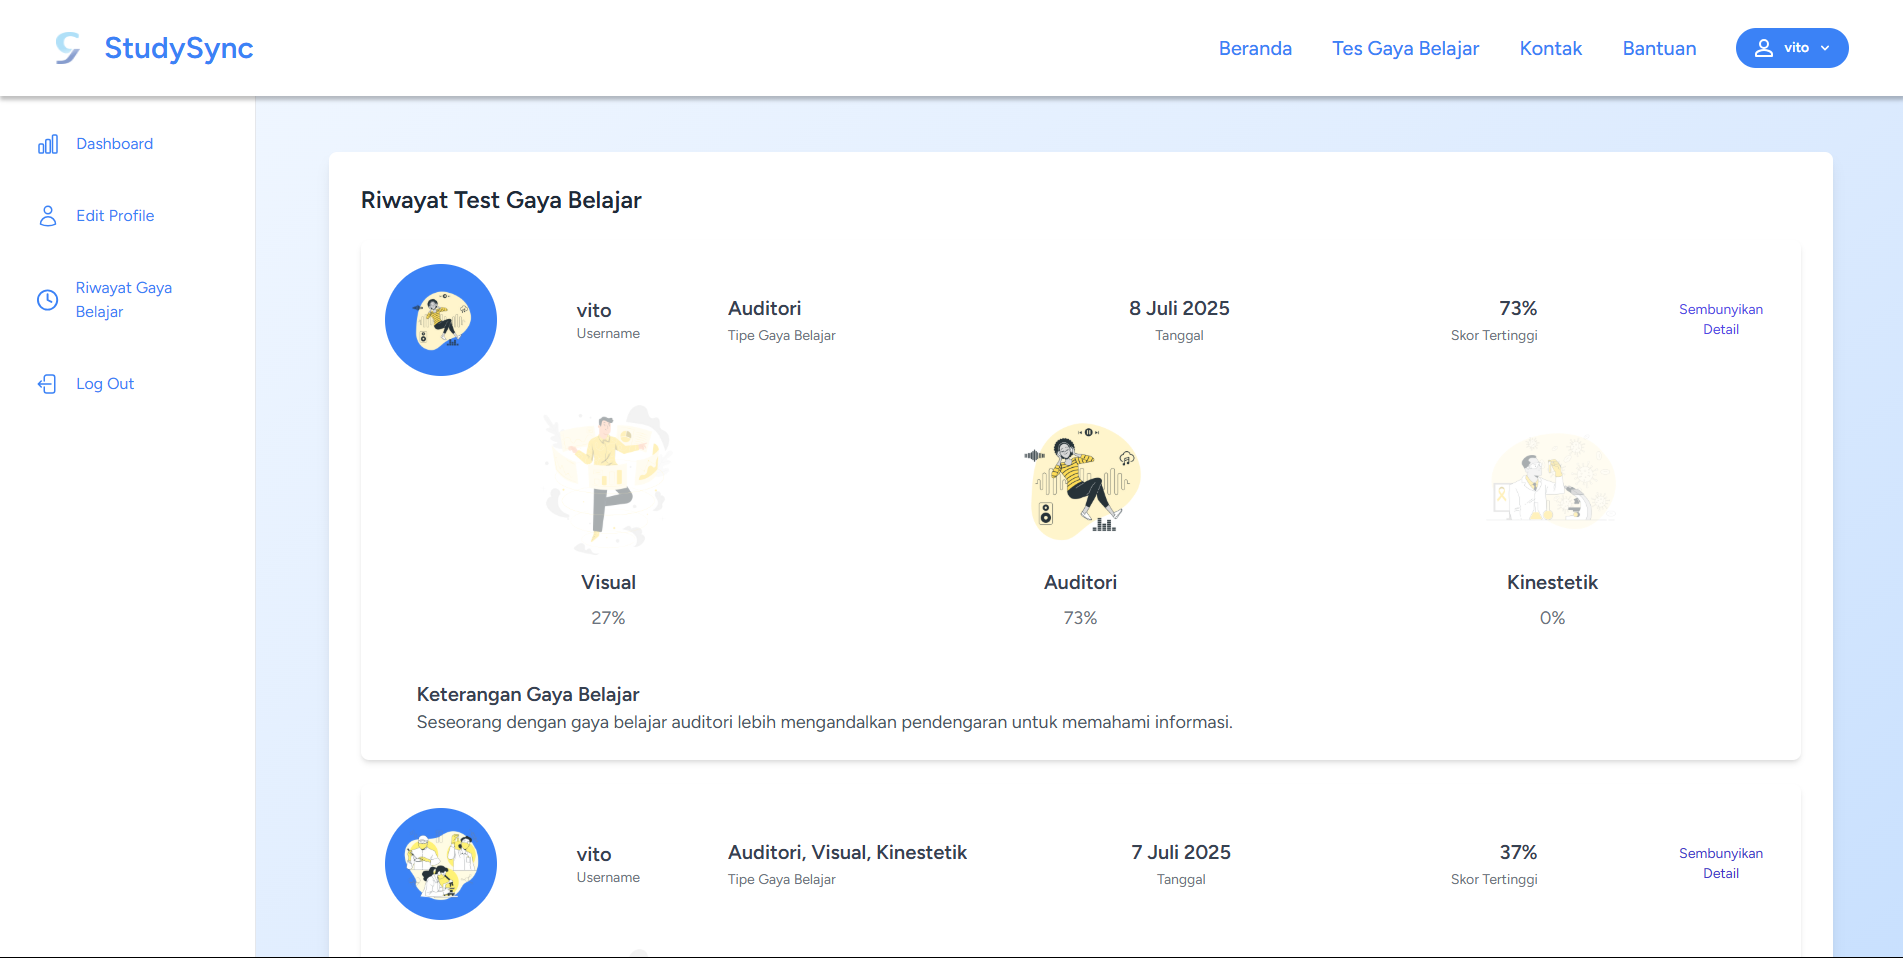 StudySync
Beranda
Tes Gaya Belajar
Kontak
Bantuan
vito
Dashboard
Edit Profile
Riwayat Gaya
Belajar
Log Out
Riwayat Test Gaya Belajar
vito
Username
Auditori
Tipe Gaya Belajar
8 Juli 2025
Tanggal
73%
Skor Tertinggi
Sembunyikan
Detail
Visual
27%
Auditori
73%
Kinestetik
0%
Keterangan Gaya Belajar
Seseorang dengan gaya belajar auditori lebih mengandalkan pendengaran untuk memahami informasi.
vito
Username
Auditori, Visual, Kinestetik
Tipe Gaya Belajar
7 Juli 2025
Tanggal
37%
Skor Tertinggi
Sembunyikan
Detail